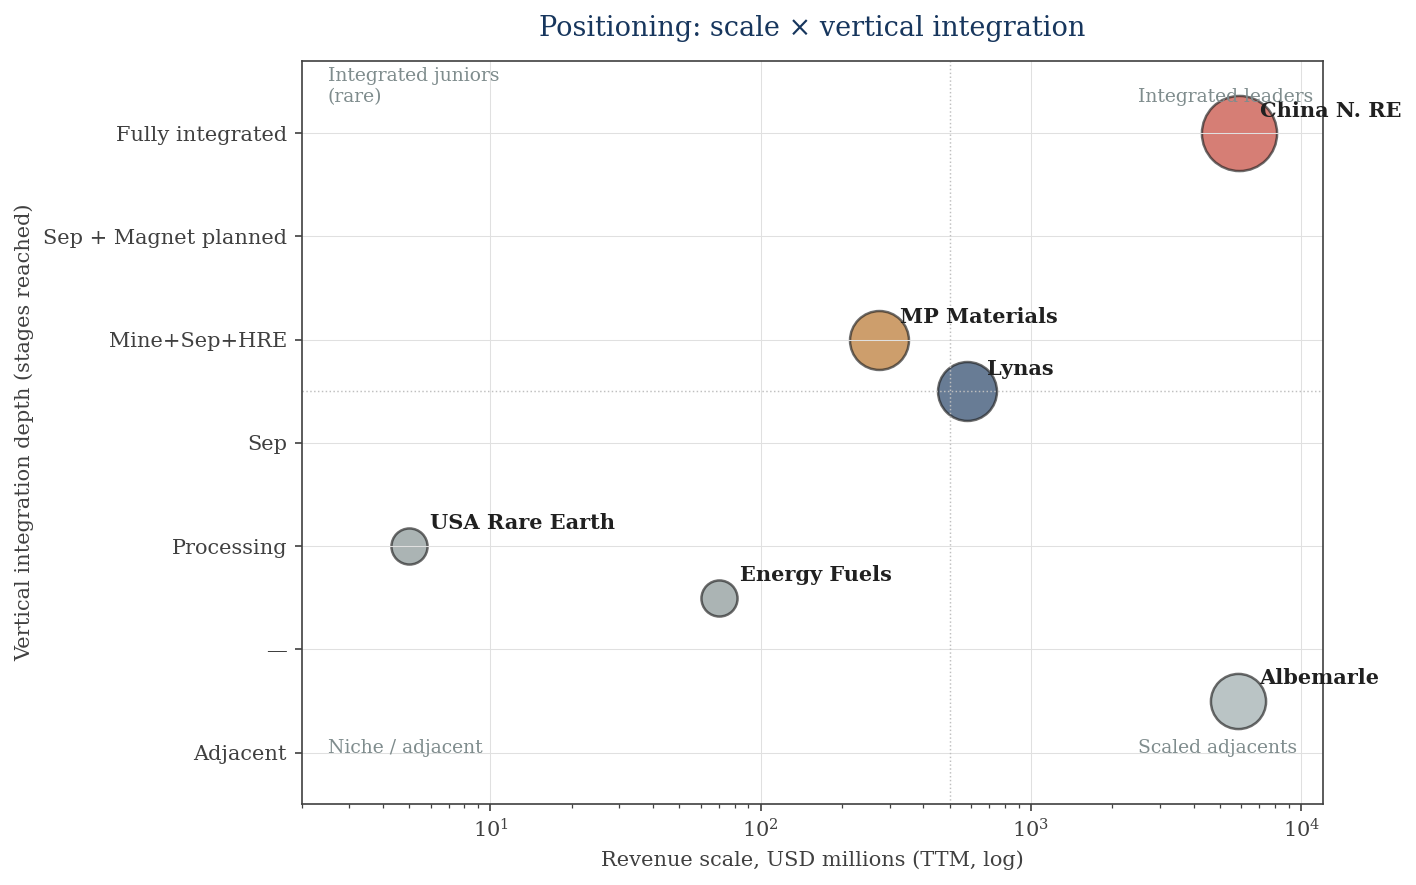 Positioning: scale × vertical integration
Integrated juniors
(rare)
Integrated leaders
China N. RE
Fully integrated
Sep + Magnet planned
MP Materials
Mine+Sep+HRE
Lynas
Sep
USA Rare Earth
Processing
Energy Fuels
—
Albemarle
Niche / adjacent
Scaled adjacents
Adjacent
Vertical integration depth (stages reached)
10¹
10²
10³
10⁴
Revenue scale, USD millions (TTM, log)